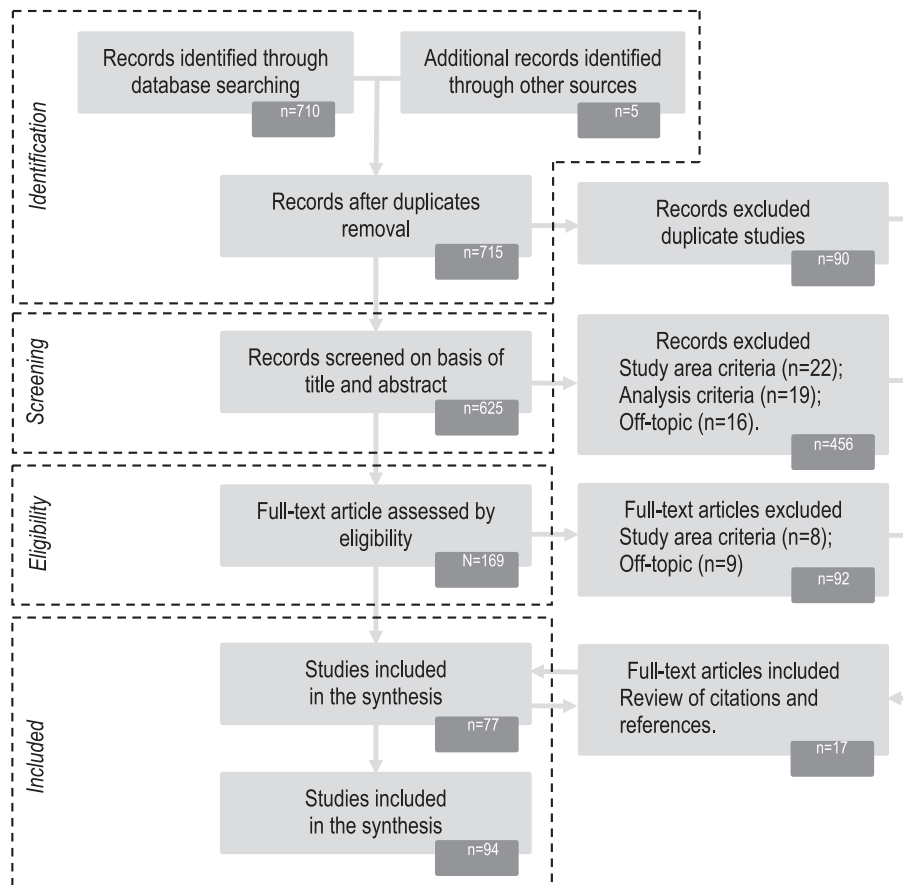 Identification
Records identified through
database searching
n=710
Additional records identified
through other sources
n=5
Records after duplicates
removal
n=715
Records excluded
duplicate studies
n=90
Screening
Records screened on basis of
title and abstract
n=625
Records excluded
Study area criteria (n=22);
Analysis criteria (n=19);
Off-topic (n=16).
n=456
Eligibility
Full-text article assessed by
eligibility
N=169
Full-text articles excluded
Study area criteria (n=8);
Off-topic (n=9)
n=92
Included
Studies included
in the synthesis
n=77
Full-text articles included
Review of citations and
references.
n=17
Studies included
in the synthesis
n=94